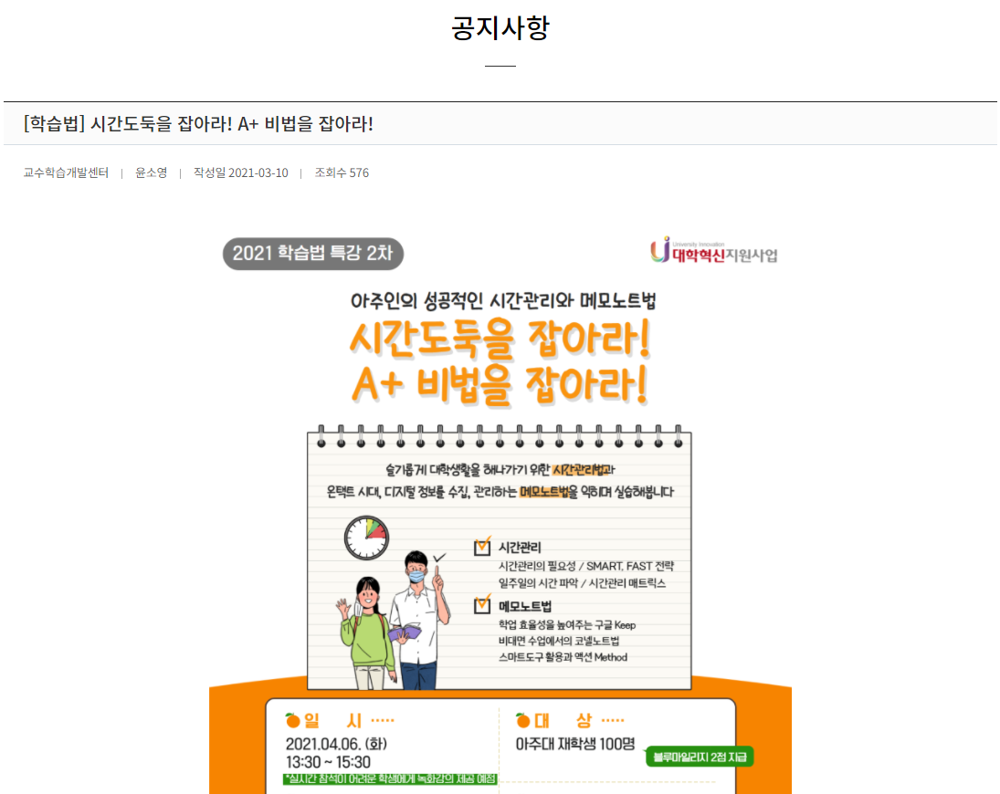 공지사항
[학습법] 시간도둑을 잡아라! A+ 비법을 잡아라!
교수학습개발센터 | 윤소영 | 작성일 2021-03-10 | 조회수 576
2021 학습법 특강 2차
University Innovation
대학혁신지원사업
아주인의 성공적인 시간관리와 메모노트법
시간도둑을 잡아라!
A+ 비법을 잡아라!
슬기롭게 대학생활을 해나가기 위한 시간관리법과
온택트 시대, 디지털 정보를 수집, 관리하는 메모노트법을 익히며 실습해봅니다
시간관리
시간관리의 필요성 / SMART, FAST 전략
일주일의 시간 파악 / 시간관리 매트릭스
메모노트법
학업 효율성을 높여주는 구글 Keep
비대면 수업에서의 코넬노트법
스마트도구 활용과 액션 Method
일 시 ·····
2021.04.06. (화)
13:30 ~ 15:30
*실시간 참석이 어려운 학생에게 녹화강의 제공 예정
대 상 ·····
아주대 재학생 100명
블루마일리지 2점 지급